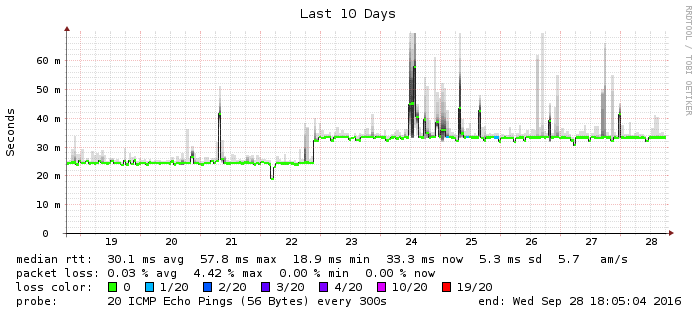 Last 10 Days
RRDTOOL / TOBI OETIKER
Seconds
60 m
50 m
40 m
30 m
20 m
10 m
0
19 20 21 22 23 24 25 26 27 28
median rtt: 30.1 ms avg 57.8 ms max 18.9 ms min 33.3 ms now 5.3 ms sd 5.7 am/s
packet loss: 0.03 % avg 4.42 % max 0.00 % min 0.00 % now
loss color: 0 1/20 2/20 3/20 4/20 10/20 19/20
probe: 20 ICMP Echo Pings (56 Bytes) every 300s end: Wed Sep 28 18:05:04 2016